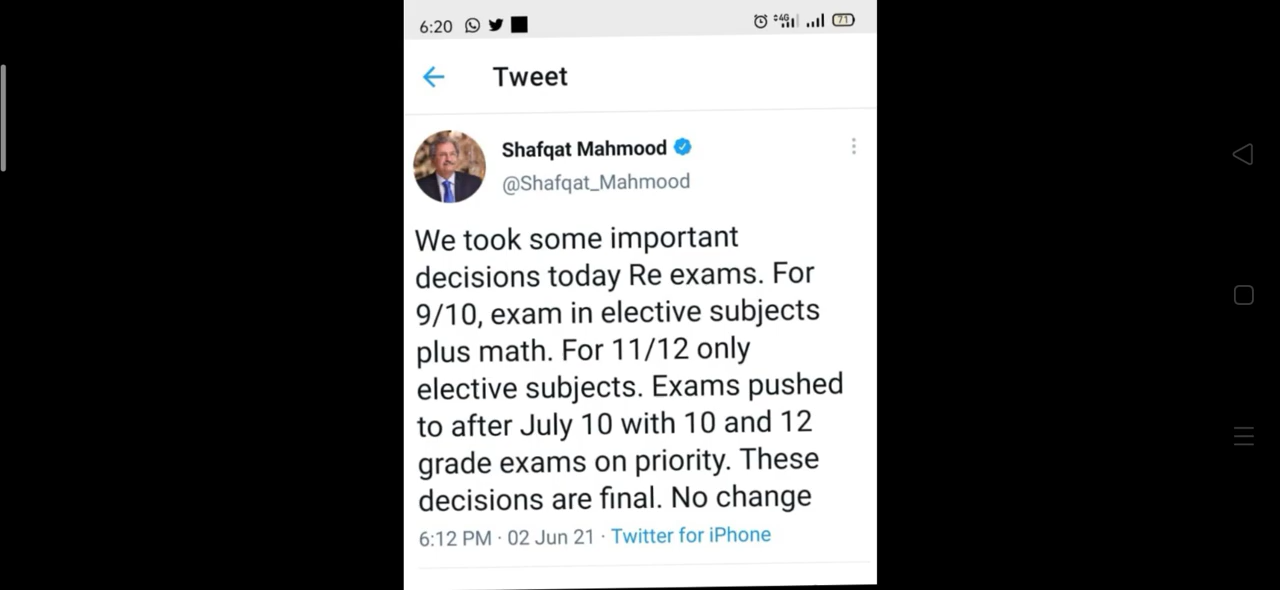 6:20
4G
71
Tweet
Shafqat Mahmood
@Shafqat_Mahmood
We took some important
decisions today Re exams. For
9/10, exam in elective subjects
plus math. For 11/12 only
elective subjects. Exams pushed
to after July 10 with 10 and 12
grade exams on priority. These
decisions are final. No change
6:12 PM · 02 Jun 21 · Twitter for iPhone